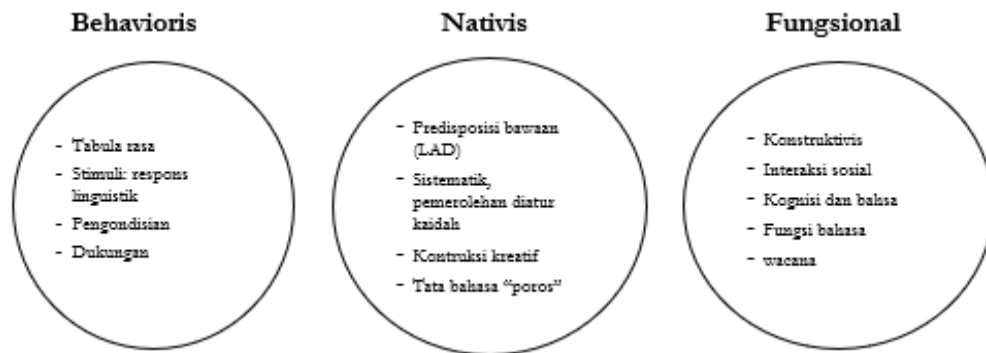 Behavioris
- Tabula rasa
- Stimuli: respons
linguistik
- Pengondisian
- Dukungan
Nativis
- Predisposisi bawaan
(LAD)
- Sistematik,
pemerolehan diatur
kaidah
- Kontruksi kreatif
- Tata bahasa “poros”
Fungsional
- Konstruktivis
- Interaksi sosial
- Kognisi dan bahsa
- Fungsi bahasa
- wacana